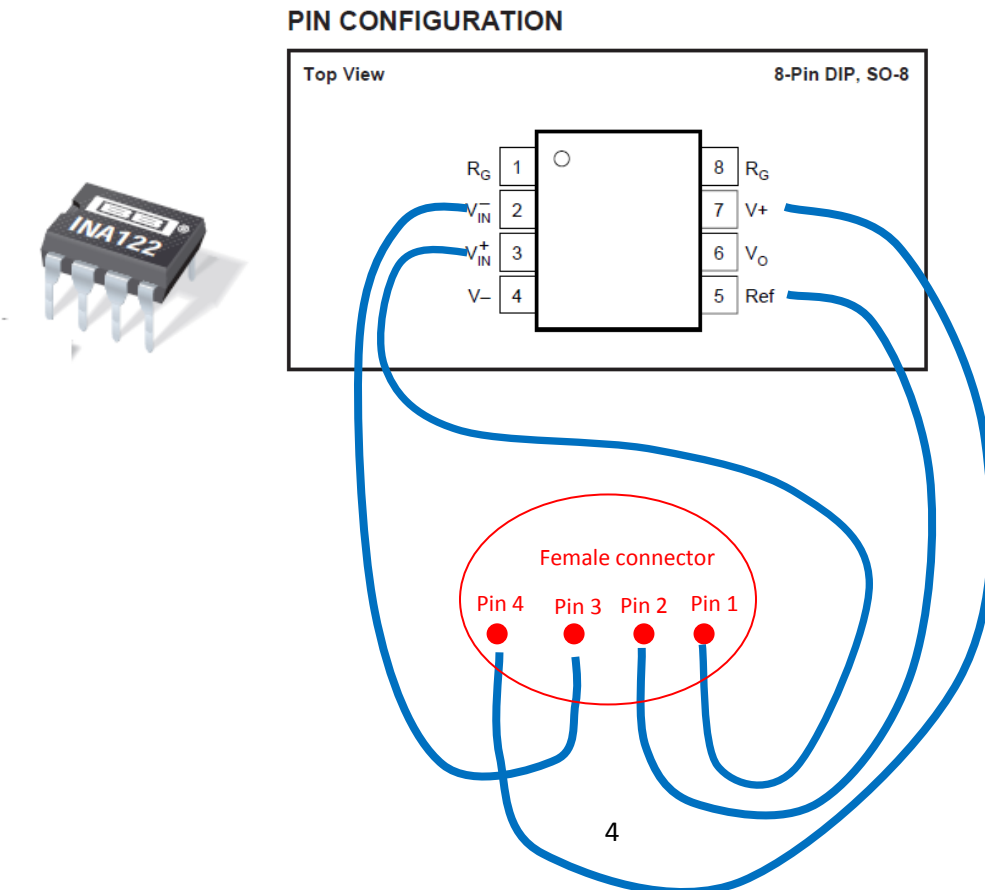 PIN CONFIGURATION
Top View
8-Pin DIP, SO-8
RG 1 8 RG
V–IN 2 7 V+
V+IN 3 6 VO
V– 4 5 Ref
INA122
Female connector
Pin 4 Pin 3 Pin 2 Pin 1
4